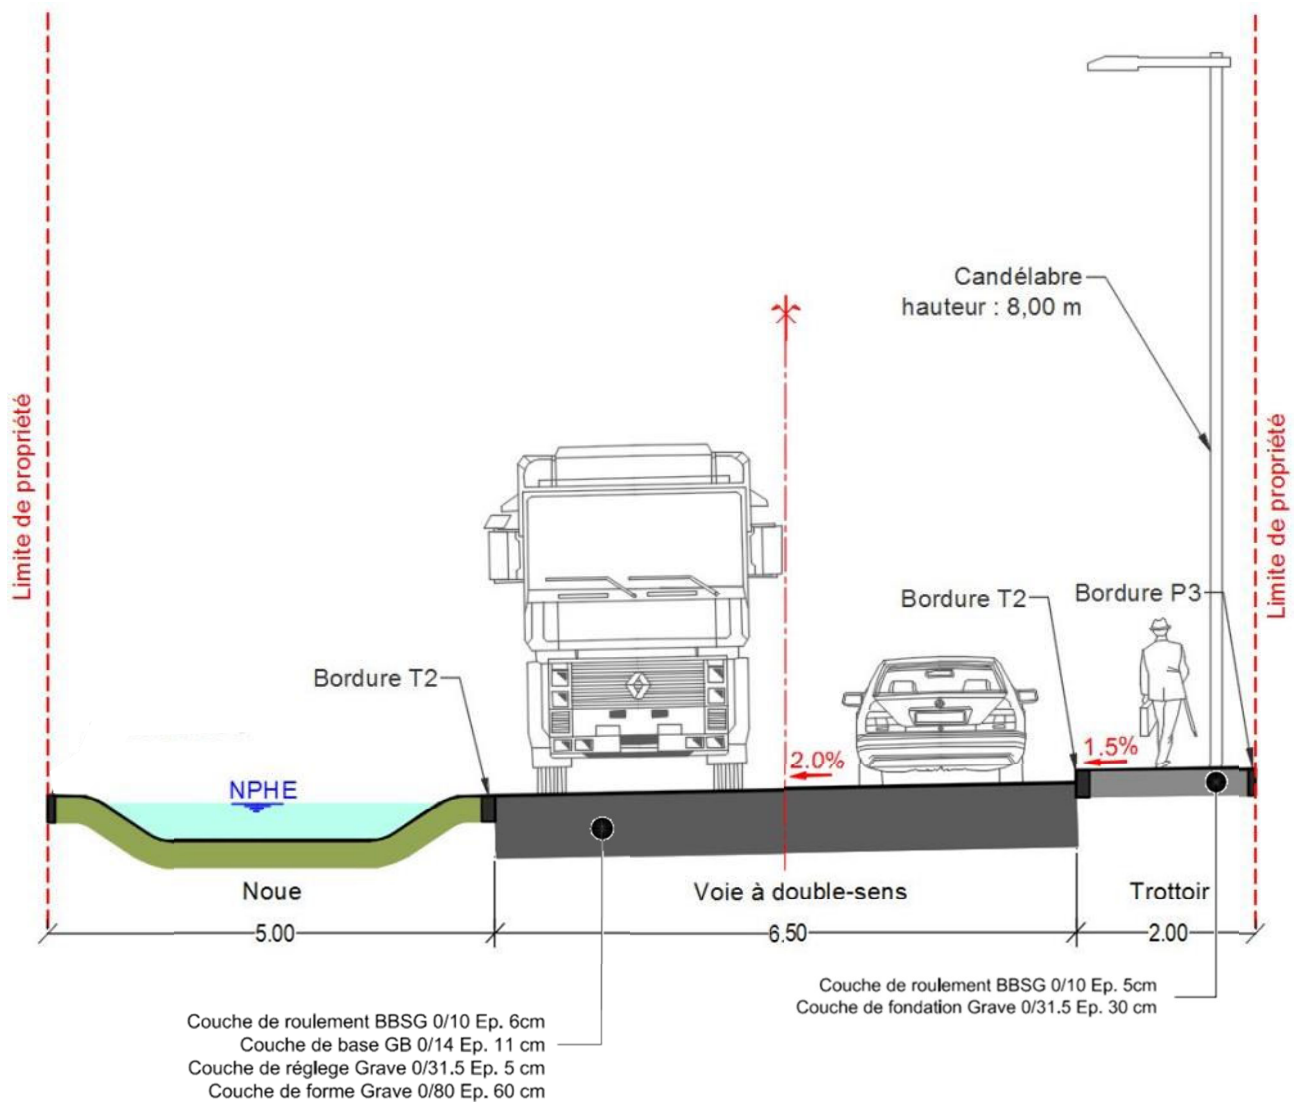 Candélabre
hauteur : 8,00 m
Limite de propriété
Limite de propriété
Bordure T2
Bordure P3
Bordure T2
2.0%
1.5%
NPHE
Noue
Voie à double-sens
Trottoir
5.00
6.50
2.00
Couche de roulement BBSG 0/10 Ep. 5cm
Couche de fondation Grave 0/31.5 Ep. 30 cm
Couche de roulement BBSG 0/10 Ep. 6cm
Couche de base GB 0/14 Ep. 11 cm
Couche de réglege Grave 0/31.5 Ep. 5 cm
Couche de forme Grave 0/80 Ep. 60 cm